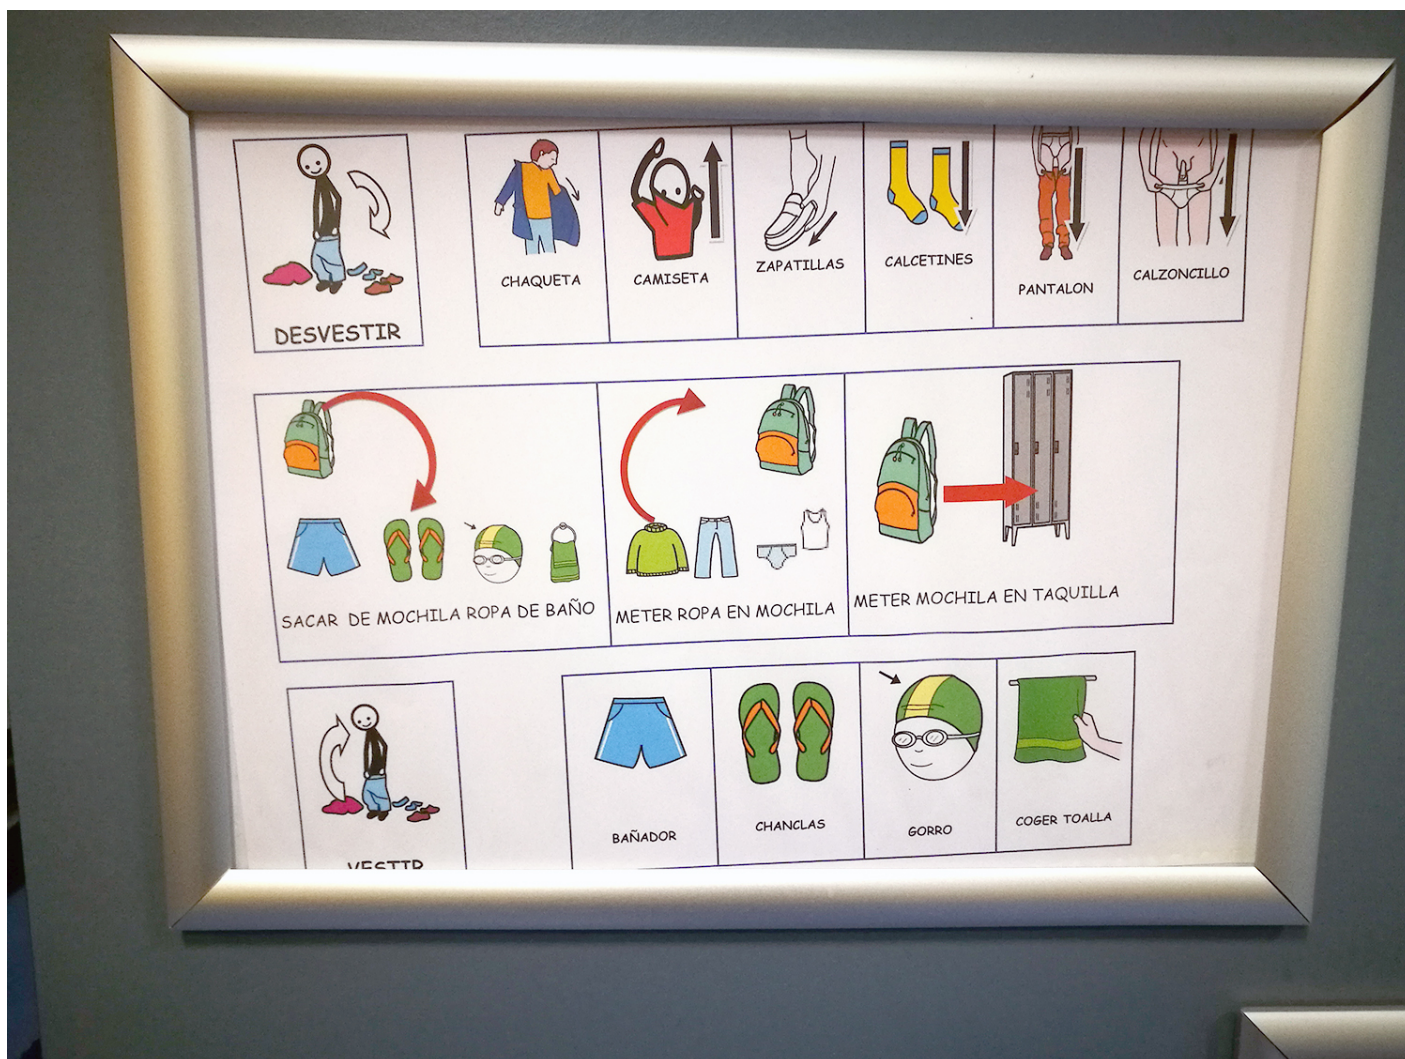 DESVESTIR
CHAQUETA
CAMISETA
ZAPATILLAS
CALCETINES
PANTALON
CALZONCILLO
SACAR DE MOCHILA ROPA DE BAÑO
METER ROPA EN MOCHILA
METER MOCHILA EN TAQUILLA
VESTIR
BAÑADOR
CHANCLAS
GORRO
COGER TOALLA